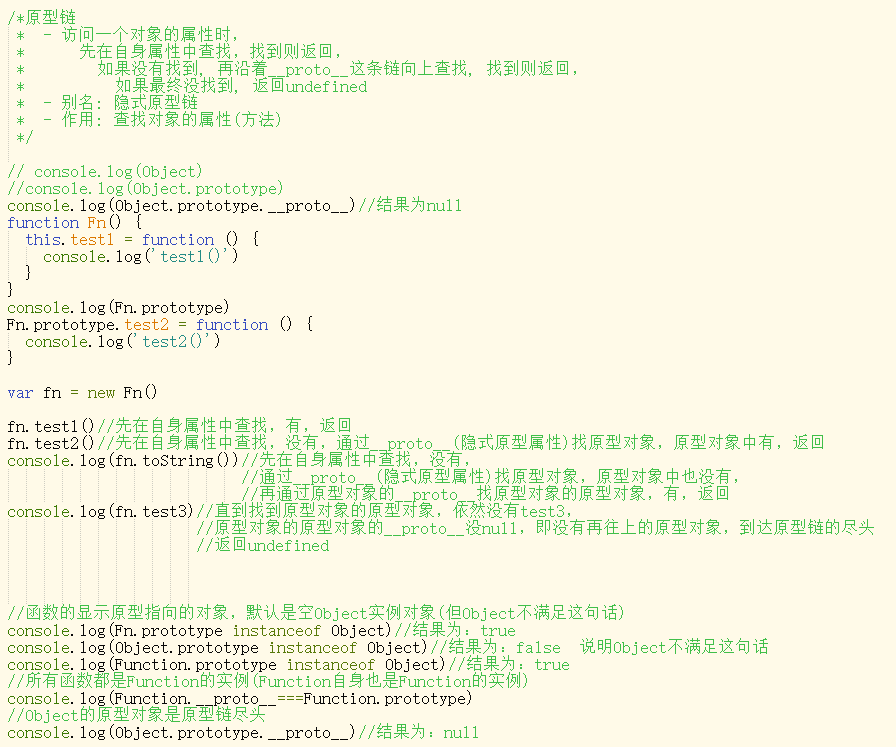 /*原型链
 *  - 访问一个对象的属性时，
 *      先在自身属性中查找，找到则返回，
 *        如果没有找到, 再沿着__proto__这条链向上查找, 找到则返回，
 *          如果最终没找到, 返回undefined
 *  - 别名: 隐式原型链
 *  - 作用: 查找对象的属性(方法)
 */
// console.log(Object)
//console.log(Object.prototype)
console.log(Object.prototype.__proto__)//结果为null
function Fn() {
  this.test1 = function () {
    console.log('test1()')
  }
}
console.log(Fn.prototype)
Fn.prototype.test2 = function () {
  console.log('test2()')
}
var fn = new Fn()
fn.test1()//先在自身属性中查找，有，返回
fn.test2()//先在自身属性中查找，没有，通过__proto__(隐式原型属性)找原型对象，原型对象中有，返回
console.log(fn.toString())//先在自身属性中查找，没有，
//通过__proto__(隐式原型属性)找原型对象，原型对象中也没有，
//再通过原型对象的__proto__找原型对象的原型对象，有，返回
console.log(fn.test3)//直到找到原型对象的原型对象，依然没有test3，
//原型对象的原型对象的__proto__没null，即没有再往上的原型对象，到达原型链的尽头
//返回undefined
//函数的显示原型指向的对象，默认是空Object实例对象(但Object不满足这句话)
console.log(Fn.prototype instanceof Object)//结果为：true
console.log(Object.prototype instanceof Object)//结果为：false  说明Object不满足这句话
console.log(Function.prototype instanceof Object)//结果为：true
//所有函数都是Function的实例(Function自身也是Function的实例)
console.log(Function.__proto__===Function.prototype)
//Object的原型对象是原型链尽头
console.log(Object.prototype.__proto__)//结果为：null